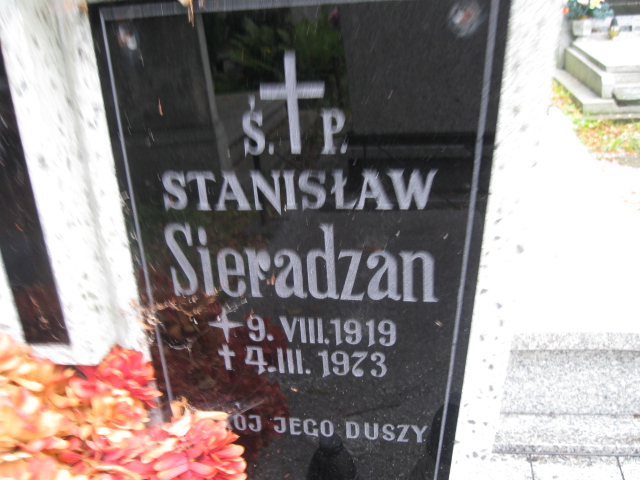 Ś. P.
STANISŁAW
Sieradzan
9. VIII. 1919
4. III. 1973
JEGO DUSZY